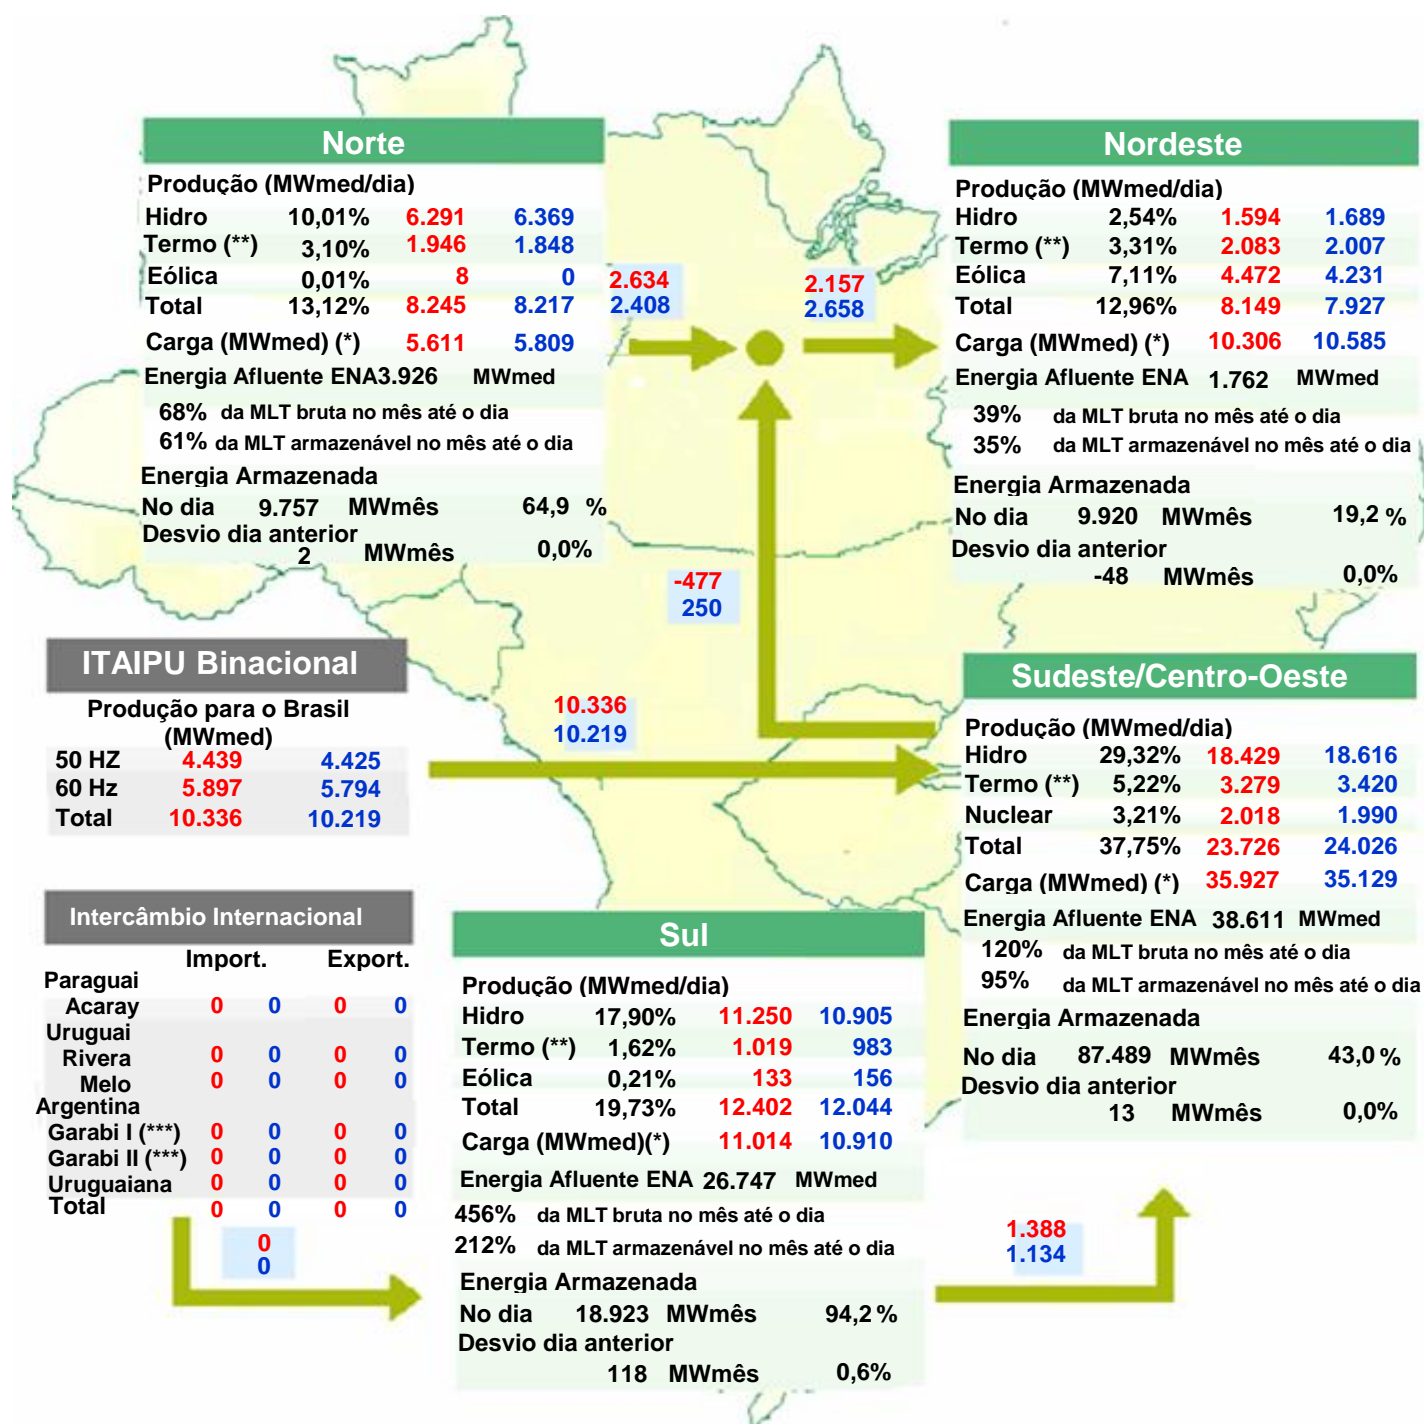 Norte
Produção (MWmed/dia)
Hidro 10,01% 6.291 6.369
Termo (**) 3,10% 1.946 1.848
Eólica 0,01% 8 0
Total 13,12% 8.245 8.217
Carga (MWmed) (*) 5.611 5.809
Energia Afluente ENA3.926 MWmed
68% da MLT bruta no mês até o dia
61% da MLT armazenável no mês até o dia
Energia Armazenada
No dia 9.757 MWmês 64,9 %
Desvio dia anterior
2 MWmês 0,0%
2.634
2.408
2.157
2.658
Nordeste
Produção (MWmed/dia)
Hidro 2,54% 1.594 1.689
Termo (**) 3,31% 2.083 2.007
Eólica 7,11% 4.472 4.231
Total 12,96% 8.149 7.927
Carga (MWmed) (*) 10.306 10.585
Energia Afluente ENA 1.762 MWmed
39% da MLT bruta no mês até o dia
35% da MLT armazenável no mês até o dia
Energia Armazenada
No dia 9.920 MWmês 19,2 %
Desvio dia anterior
-48 MWmês 0,0%
-477
250
ITAIPU Binacional
Produção para o Brasil
(MWmed)
50 HZ 4.439 4.425
60 Hz 5.897 5.794
Total 10.336 10.219
10.336
10.219
Sudeste/Centro-Oeste
Produção (MWmed/dia)
Hidro 29,32% 18.429 18.616
Termo (**) 5,22% 3.279 3.420
Nuclear 3,21% 2.018 1.990
Total 37,75% 23.726 24.026
Carga (MWmed) (*) 35.927 35.129
Energia Afluente ENA 38.611 MWmed
120% da MLT bruta no mês até o dia
95% da MLT armazenável no mês até o dia
Energia Armazenada
No dia 87.489 MWmês 43,0 %
Desvio dia anterior
13 MWmês 0,0%
Intercâmbio Internacional
Import. Export.
Paraguai
Acaray 0 0 0 0
Uruguai
Rivera 0 0 0 0
Melo 0 0 0 0
Argentina
Garabi I (***) 0 0 0 0
Garabi II (***) 0 0 0 0
Uruguaiana 0 0 0 0
Total 0 0 0 0
0
0
Sul
Produção (MWmed/dia)
Hidro 17,90% 11.250 10.905
Termo (**) 1,62% 1.019 983
Eólica 0,21% 133 156
Total 19,73% 12.402 12.044
Carga (MWmed)(*) 11.014 10.910
Energia Afluente ENA 26.747 MWmed
456% da MLT bruta no mês até o dia
212% da MLT armazenável no mês até o dia
Energia Armazenada
No dia 18.923 MWmês 94,2 %
Desvio dia anterior
118 MWmês 0,6%
1.388
1.134